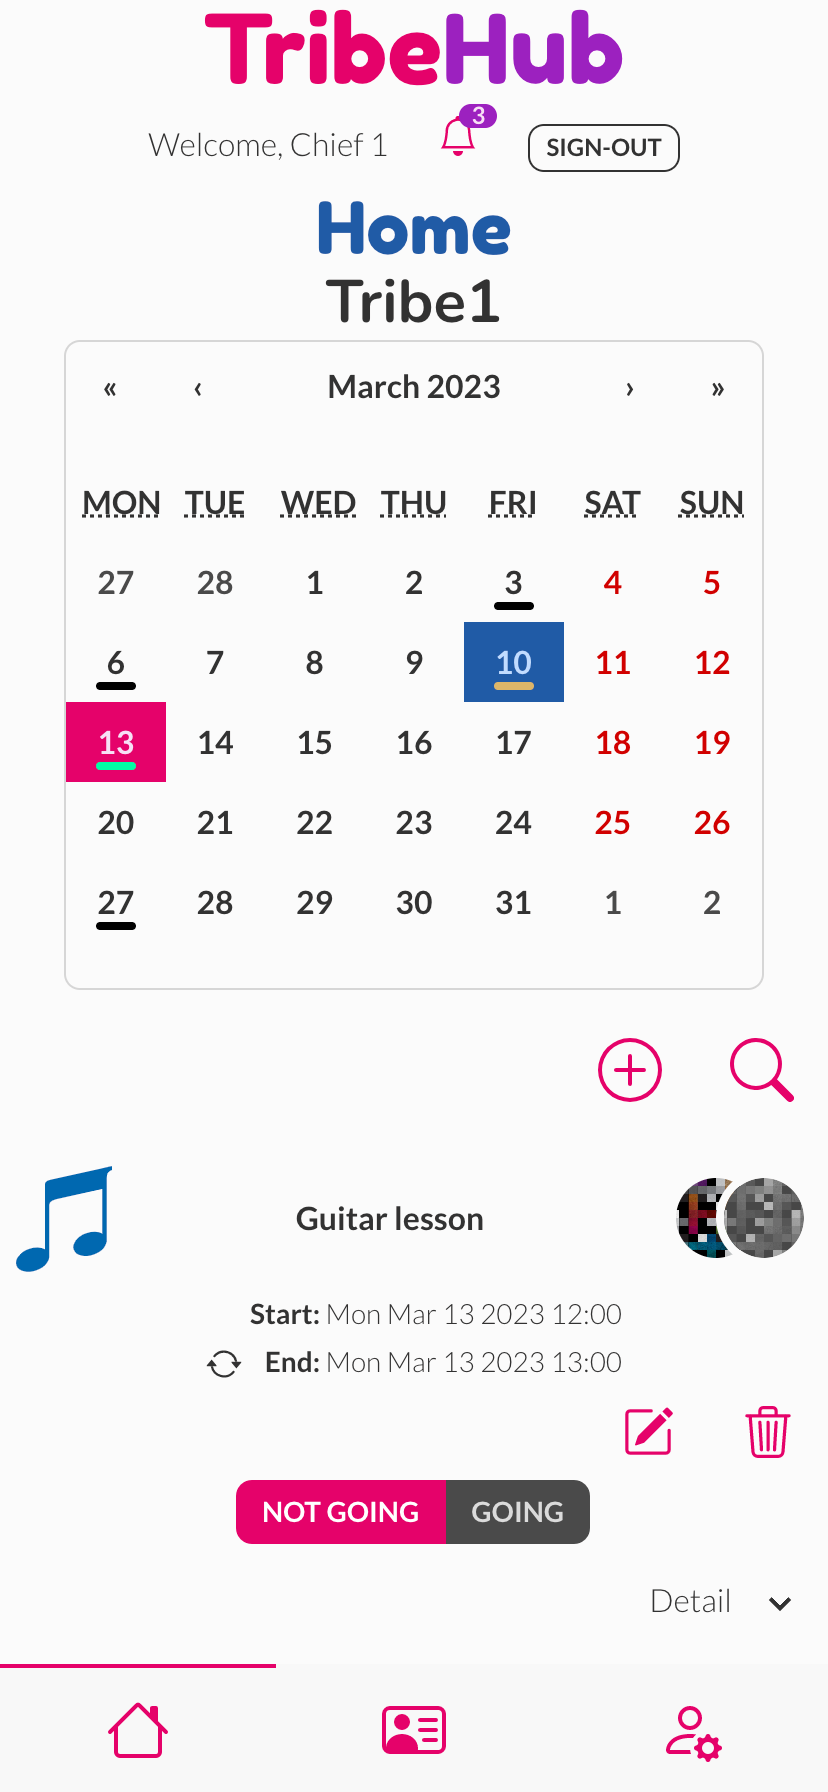 TribeHub
Welcome, Chief 1 3 SIGN-OUT
Home
Tribe1
« ‹ March 2023 › »
MON TUE WED THU FRI SAT SUN
27 28 1 2 3 4 5
6 7 8 9 10 11 12
13 14 15 16 17 18 19
20 21 22 23 24 25 26
27 28 29 30 31 1 2
Guitar lesson
Start: Mon Mar 13 2023 12:00
End: Mon Mar 13 2023 13:00
NOT GOING GOING
Detail